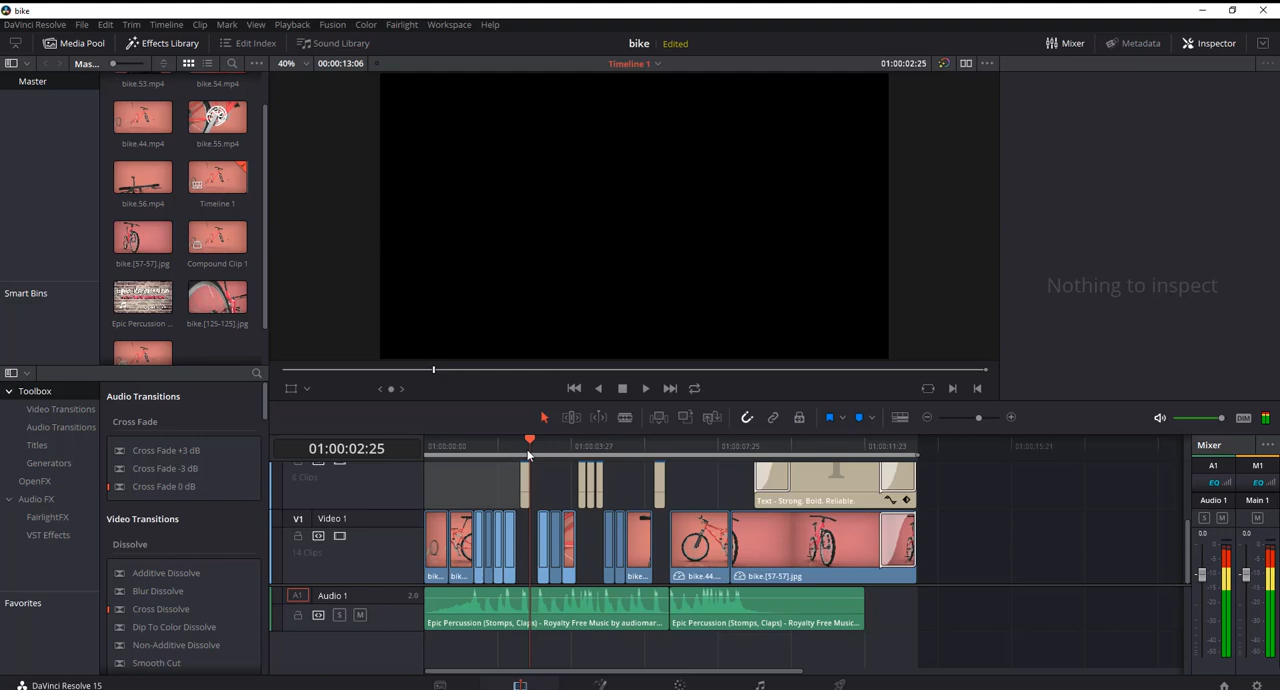 bike
DaVinci Resolve File Edit Trim Timeline Clip Mark View Playback Fusion Color Fairlight Workspace Help
Media Pool Effects Library Edit Index Sound Library bike Edited Mixer Metadata Inspector
Mas... 40% 00:00:13:06 Timeline 1 01:00:02:25
Master
bike.53.mp4 bike.54.mp4
bike.44.mp4 bike.55.mp4
bike.56.mp4 Timeline 1
bike.[57-57].jpg Compound Clip 1
Smart Bins
Epic Percussion ... bike.[125-125].jpg
Nothing to inspect
Toolbox
Video Transitions
Audio Transitions
Titles
Generators
OpenFX
Audio FX
FairlightFX
VST Effects
Favorites
Audio Transitions
Cross Fade
Cross Fade +3 dB
Cross Fade -3 dB
Cross Fade 0 dB
Video Transitions
Dissolve
Additive Dissolve
Blur Dissolve
Cross Dissolve
Dip To Color Dissolve
Non-Additive Dissolve
Smooth Cut
DIM
01:00:02:25
01:00:00:00 01:00:03:27 01:00:07:25 01:00:11:23 01:00:15:21
6 Clips
Text - Strong. Bold. Reliable.
V1 Video 1
14 Clips
bike... bik... bike... bike.44.... bike.[57-57].jpg
A1 Audio 1 2.0
S M
Epic Percussion (Stomps, Claps) - Royalty Free Music by audiomar... Epic Percussion (Stomps, Claps) - Royalty Free Music...
Mixer
A1 M1
EQ EQ
Audio 1 Main 1
S M M
0.0 0.0
DaVinci Resolve 15